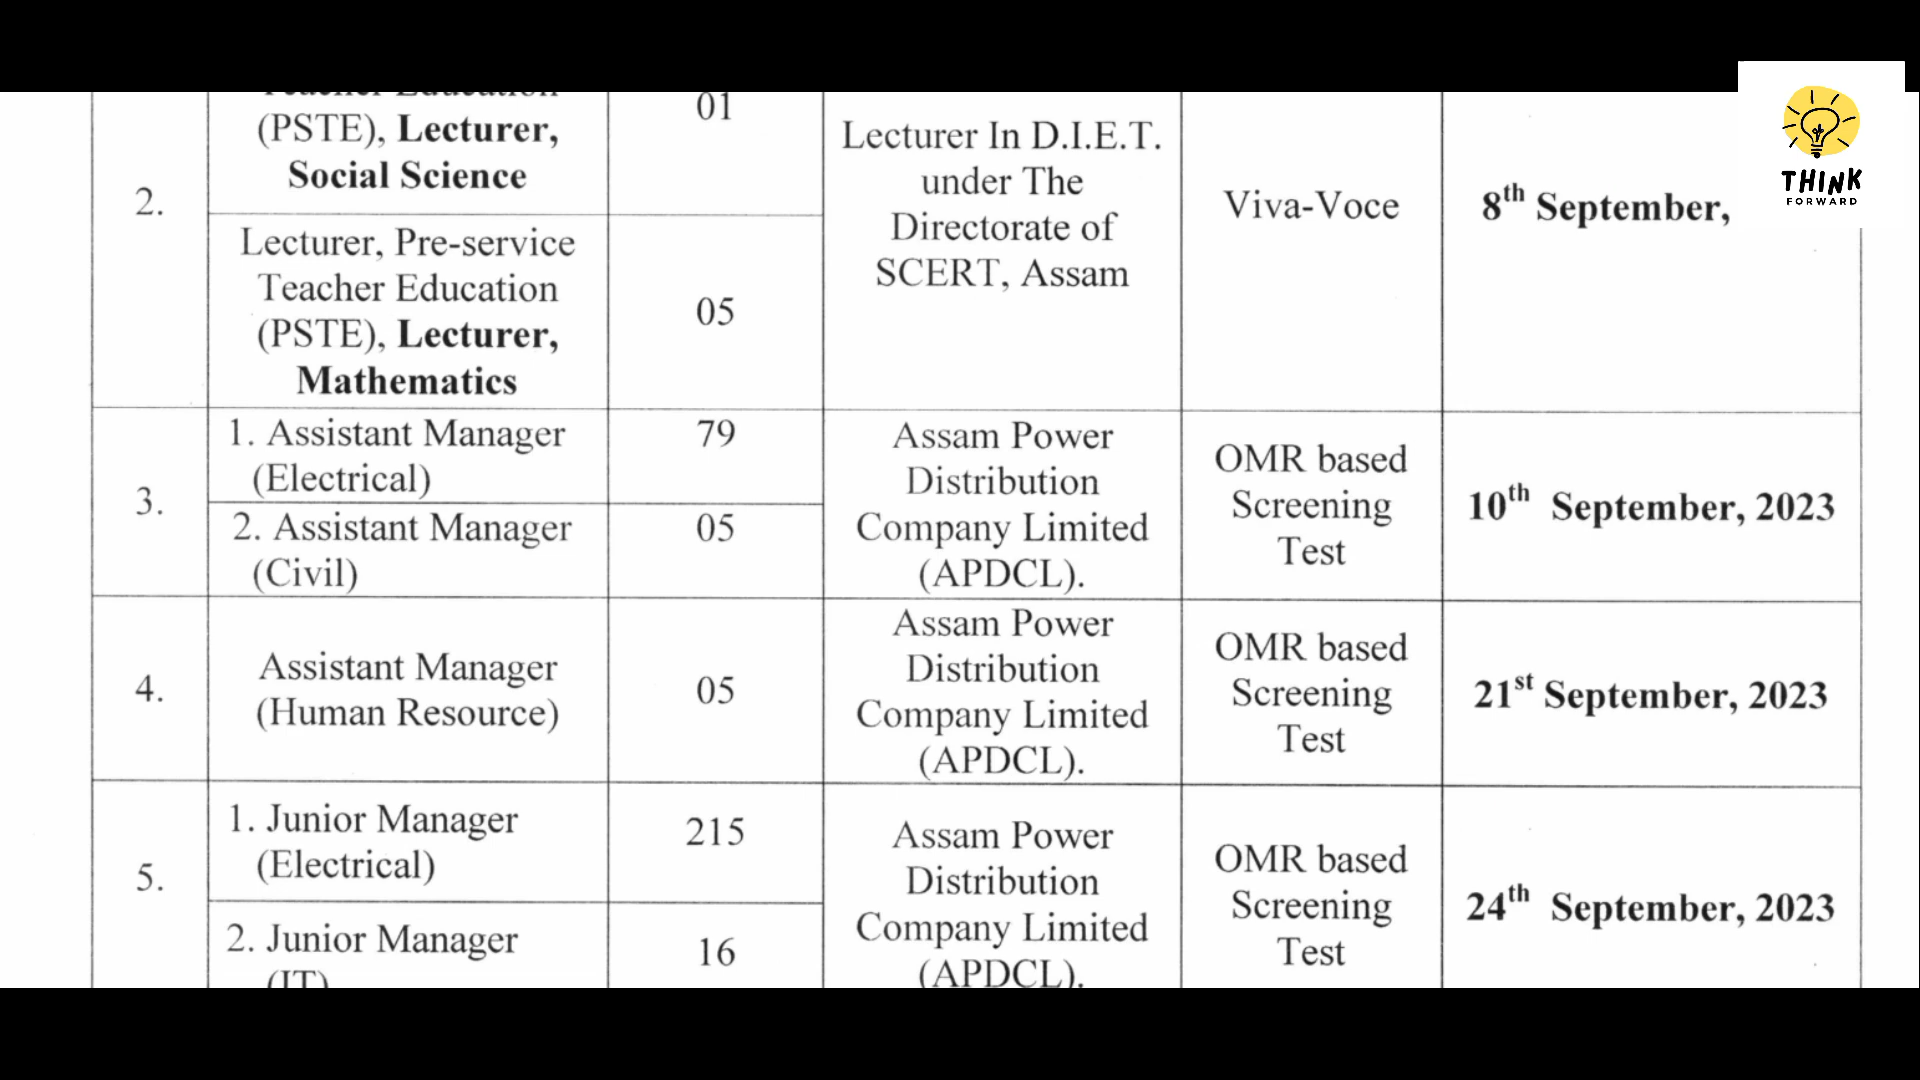 Teacher Education
(PSTE), Lecturer,
Social Science
01
2.
Lecturer, Pre-service
Teacher Education
(PSTE), Lecturer,
Mathematics
05
Lecturer In D.I.E.T.
under The
Directorate of
SCERT, Assam
Viva-Voce
8th September,
THINK
FORWARD
3.
1. Assistant Manager
(Electrical)
79
2. Assistant Manager
(Civil)
05
Assam Power
Distribution
Company Limited
(APDCL).
OMR based
Screening
Test
10th September, 2023
4.
Assistant Manager
(Human Resource)
05
Assam Power
Distribution
Company Limited
(APDCL).
OMR based
Screening
Test
21st September, 2023
5.
1. Junior Manager
(Electrical)
215
2. Junior Manager
(IT)
16
Assam Power
Distribution
Company Limited
(APDCL).
OMR based
Screening
Test
24th September, 2023